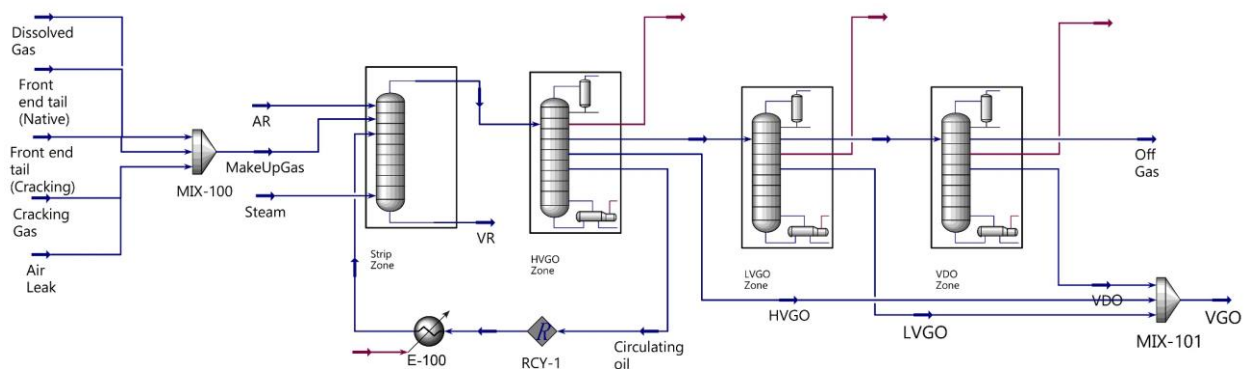 Dissolved
Gas
Front
end tail
(Native)
Front end
tail
(Cracking)
Cracking
Gas
Air
Leak
MIX-100
MakeUpGas
AR
Steam
Strip
Zone
VR
E-100
RCY-1
Circulating
oil
HVGO
Zone
LVGO
Zone
VDO
Zone
HVGO
LVGO
VDO
Off
Gas
MIX-101
VGO
R